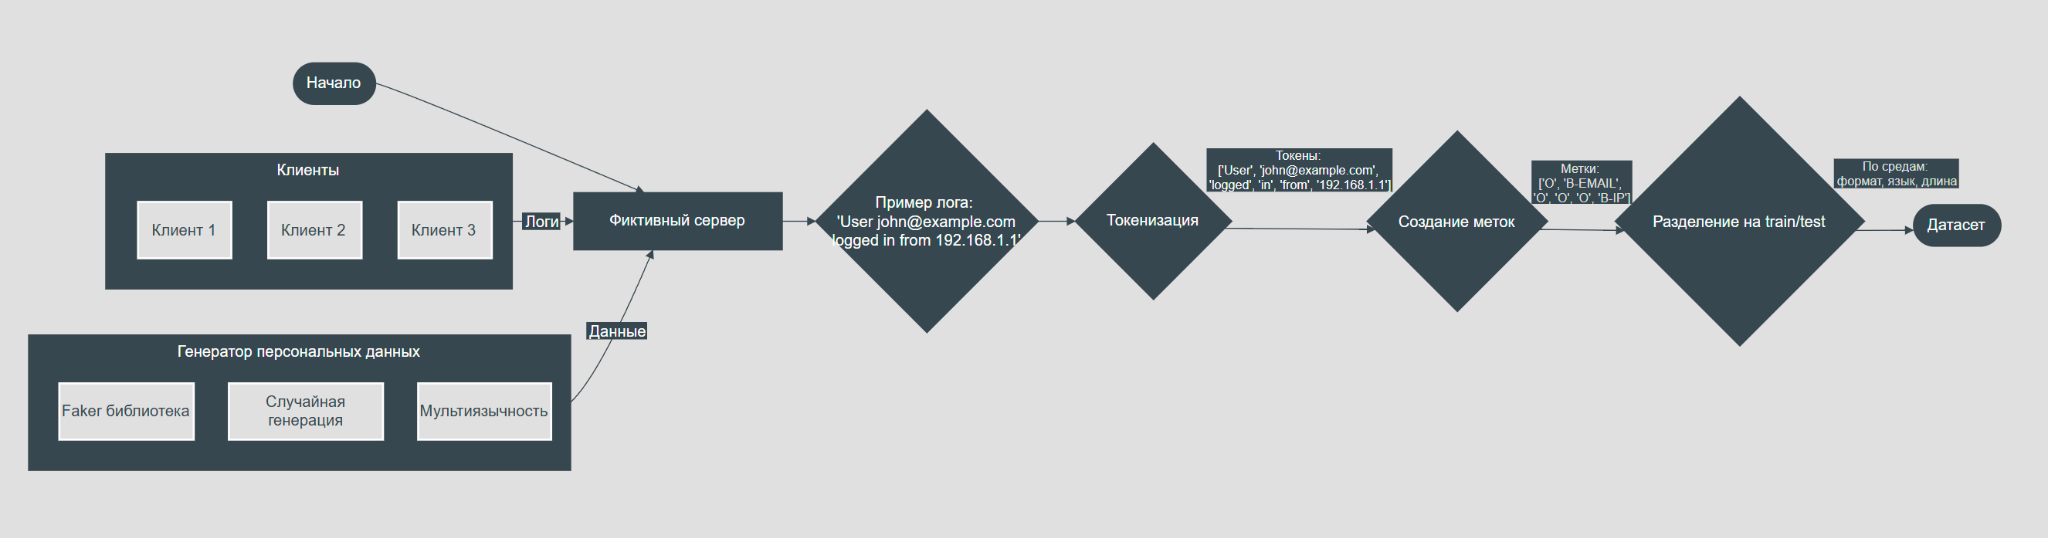 Начало
Клиенты
Клиент 1
Клиент 2
Клиент 3
Логи
Фиктивный сервер
Генератор персональных данных
Faker библиотека
Случайная
генерация
Мультиязычность
Данные
Пример лога:
'User john@example.com
logged in from 192.168.1.1'
Токенизация
Токены:
['User', 'john@example.com',
'logged', 'in', 'from', '192.168.1.1']
Создание меток
Метки:
['O', 'B-EMAIL',
'O', 'O', 'O', 'B-IP']
Разделение на train/test
По средам:
формат, язык, длина
Датасет